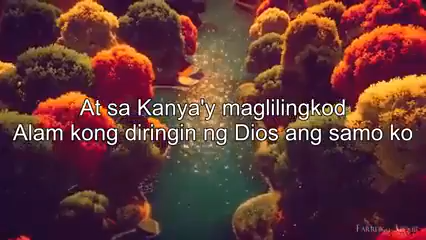 At sa Kanya'y maglilingkod
Alam kong diringin ng Dios ang samo ko